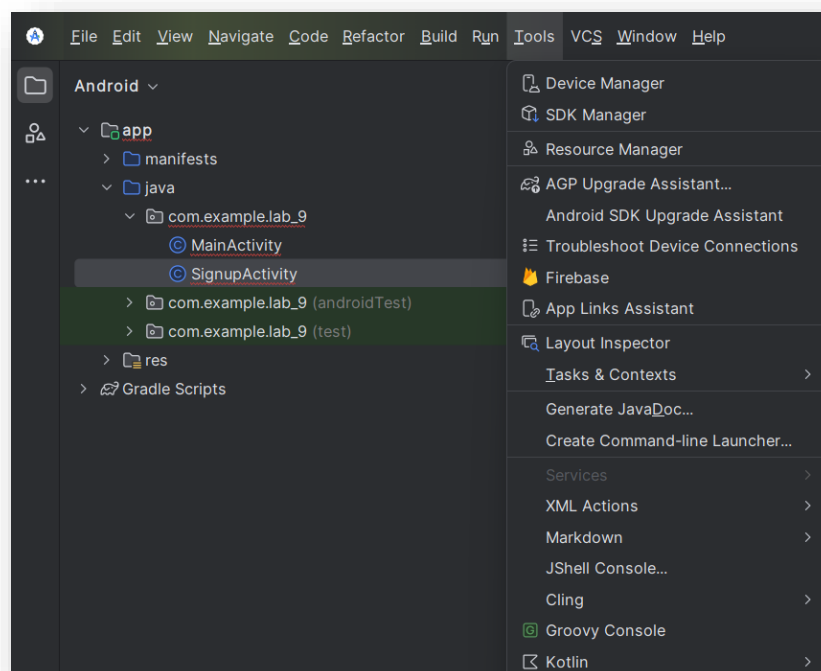 File Edit View Navigate Code Refactor Build Run Tools VCS Window Help
Android
app
manifests
java
com.example.lab_9
MainActivity
SignupActivity
com.example.lab_9 (androidTest)
com.example.lab_9 (test)
res
Gradle Scripts
Device Manager
SDK Manager
Resource Manager
AGP Upgrade Assistant...
Android SDK Upgrade Assistant
Troubleshoot Device Connections
Firebase
App Links Assistant
Layout Inspector
Tasks & Contexts
Generate JavaDoc...
Create Command-line Launcher...
Services
XML Actions
Markdown
JShell Console...
Cling
Groovy Console
Kotlin